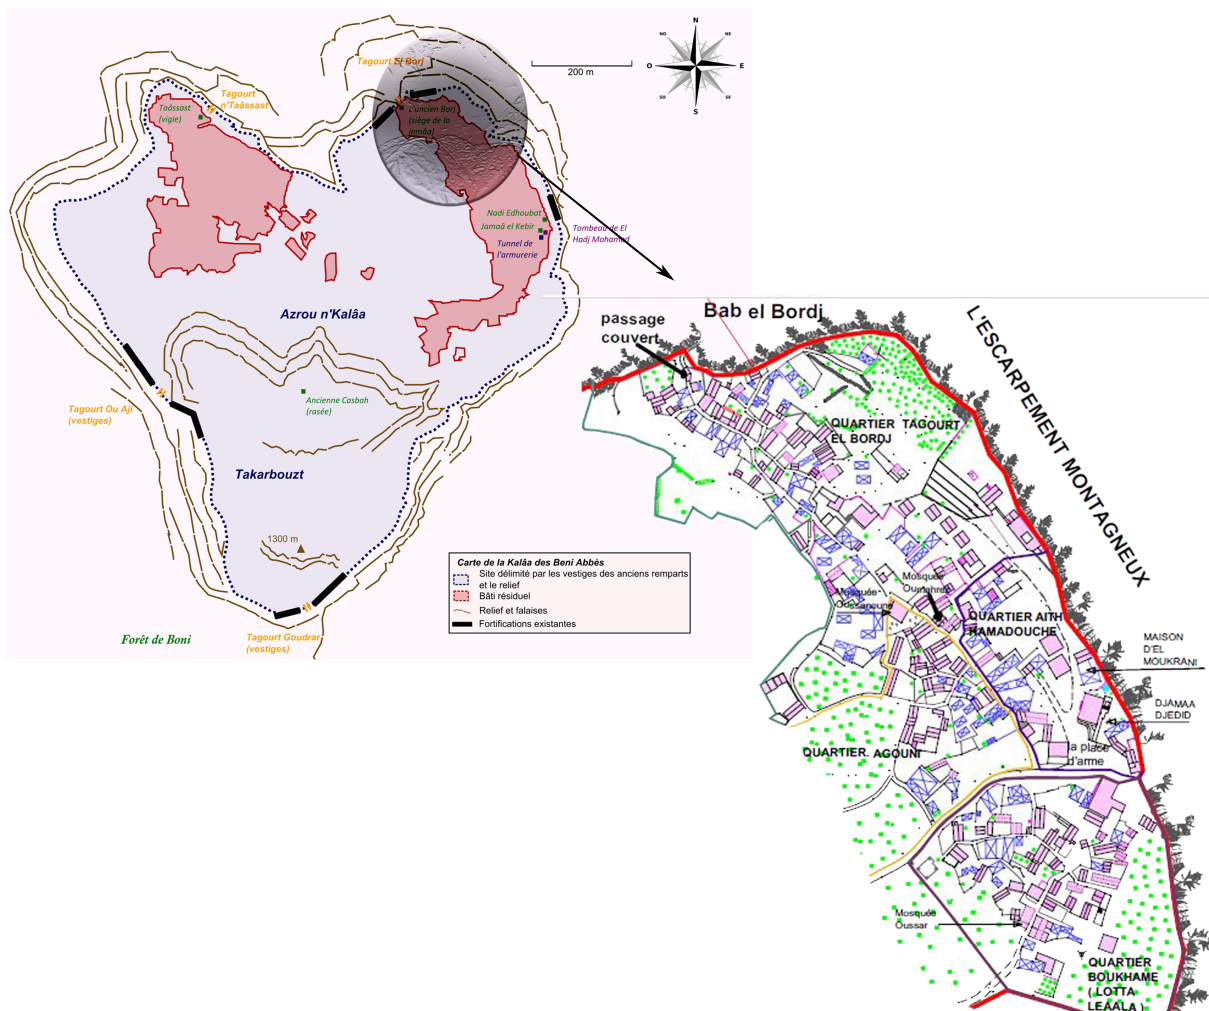 Tagourt El Borj
Tagourt
n'Taâssast
Taâssast
(vigie)
L'ancien Borj
(siège de la
jemâa)
200 m
N
NO
NE
O
E
SO
SE
S
Nadi Edhoubat
Jamaâ el Kebir
Tunnel de
l'armurerie
Tombeau de El
Hadj Mohamed
Azrou n'Kalâa
Ancienne Casbah
(rasée)
Tagourt Ou Aji
(vestiges)
Takarbouzt
1300 m
Tagourt Goudrar
(vestiges)
Forêt de Boni
Carte de la Kalâa des Beni Abbès
Site délimité par les vestiges des anciens remparts
et le relief
Bâti résiduel
Relief et falaises
Fortifications existantes
passage
couvert
Bab el Bordj
L'ESCARPEMENT MONTAGNEUX
QUARTIER TAGOURT
EL BORDJ
Mosquée
Mosquée
QUARTIER AITH
HAMADOUCHE
MAISON
D'EL
MOUKRANI
DJAMAA
DJEDID
la place
d'arme
QUARTIER. AGOUNI
Mosquée
Oussar
QUARTIER
BOUKHAME
( LOTTA
LEAALA )